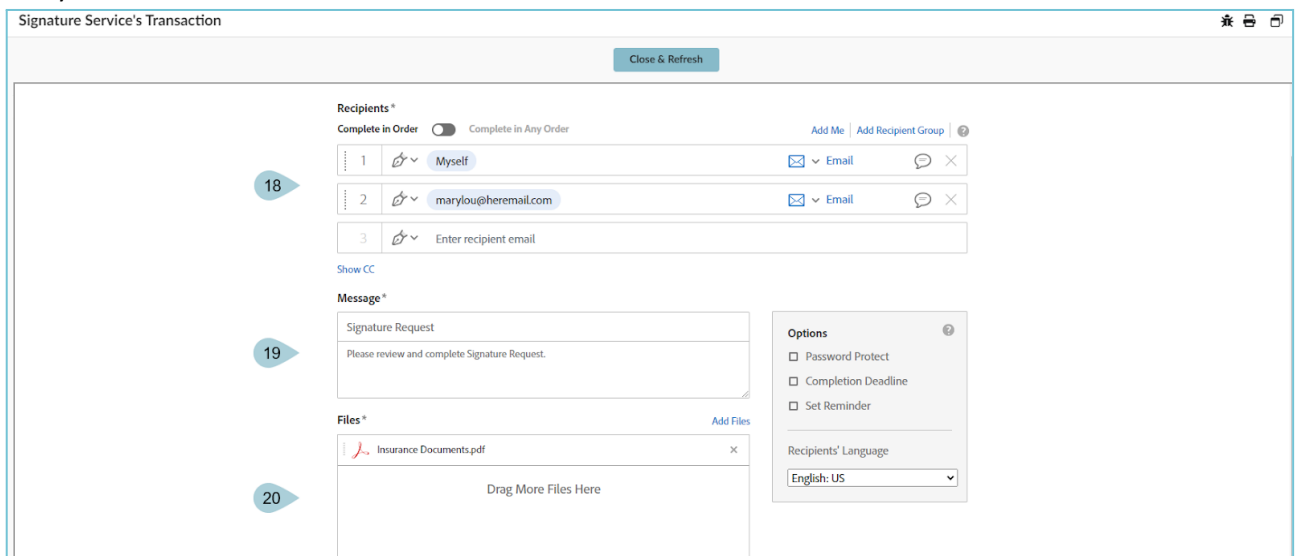 Signature Service's Transaction
Close & Refresh
Recipients*
Complete in Order Complete in Any Order Add Me Add Recipient Group ?
1 Myself Email
18
2 marylou@heremail.com Email
3 Enter recipient email
Show CC
Message*
Signature Request
Please review and complete Signature Request.
19
Options ?
Password Protect
Completion Deadline
Set Reminder
Recipients' Language
English: US
Files* Add Files
Insurance Documents.pdf
Drag More Files Here
20